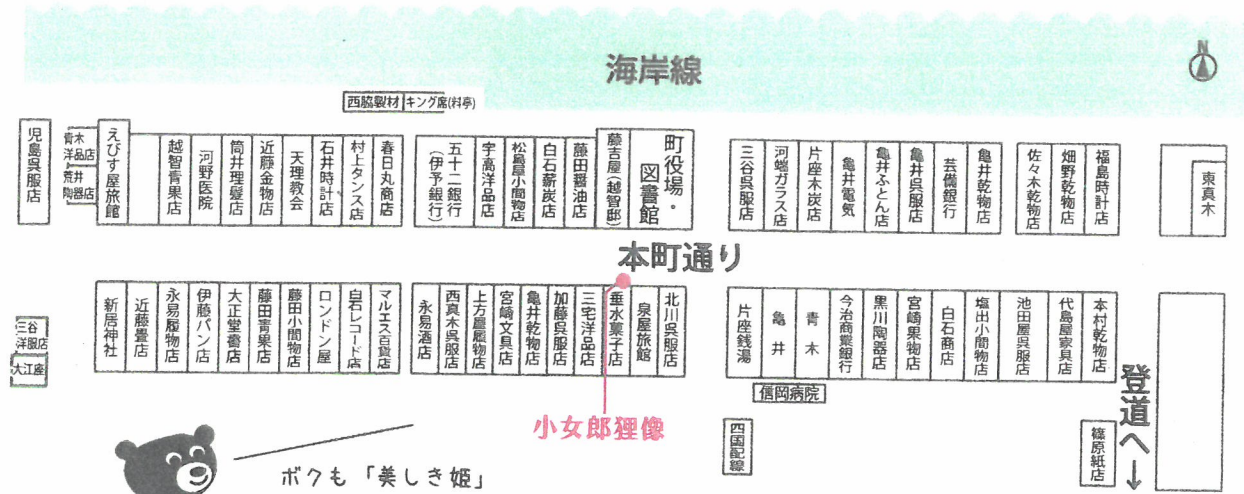 海岸線
N
西脇製材
キング席(料亭)
児島呉服店
青木
洋品店
荒井
陶器店
えびす屋旅館
越智青果店
河野医院
筒井理髪店
近藤金物店
天理教会
石井時計店
村上タンス店
春日丸商店
五十二銀行
(伊予銀行)
宇高洋品店
松島屋小間物店
白石薪炭店
藤田醤油店
藤吉屋(越智邸)
町役場・
図書館
三谷呉服店
河端ガラス店
片座木炭店
亀井電気
亀井ふとん店
亀井呉服店
芸備銀行
亀井乾物店
佐々木乾物店
畑野乾物店
福島時計店
東真木
本町通り
三谷
洋服店
大江座
新居神社
近藤畳店
永易履物店
伊藤パン店
大正堂書店
藤田青果店
藤田小間物店
ロンドン屋
白石レコード店
マルエス百貨店
永易酒店
西真木呉服店
上方屋履物店
宮崎文具店
亀井乾物店
加藤呉服店
三宅洋品店
垂水菓子店
泉屋旅館
北川呉服店
片座銭湯
亀井
青木
今治商業銀行
黒川陶器店
宮崎果物店
白石商店
塩出小間物店
池田屋呉服店
代島屋家具店
本村乾物店
信岡病院
四国配線
篠原紙店
登道へ↓
小女郎狸像
ボクも「美しき姫」